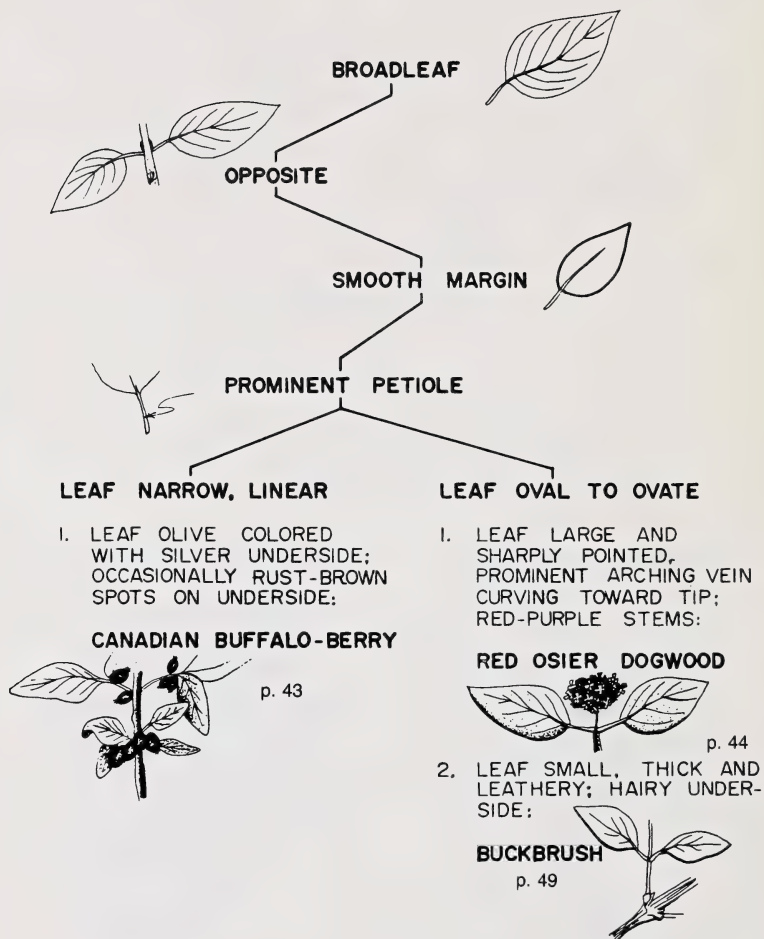 BROADLEAF
OPPOSITE
SMOOTH MARGIN
PROMINENT PETIOLE
LEAF NARROW, LINEAR
1. LEAF OLIVE COLORED
WITH SILVER UNDERSIDE;
OCCASIONALLY RUST-BROWN
SPOTS ON UNDERSIDE:
CANADIAN BUFFALO-BERRY
p. 43
LEAF OVAL TO OVATE
1. LEAF LARGE AND
SHARPLY POINTED,
PROMINENT ARCHING VEIN
CURVING TOWARD TIP;
RED-PURPLE STEMS:
RED OSIER DOGWOOD
p. 44
2. LEAF SMALL, THICK AND
LEATHERY; HAIRY UNDER-
SIDE:
BUCKBRUSH
p. 49